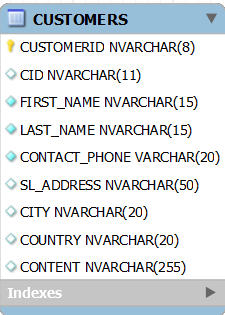 CUSTOMERS
CUSTOMERID NVARCHAR(8)
CID NVARCHAR(11)
FIRST_NAME NVARCHAR(15)
LAST_NAME NVARCHAR(15)
CONTACT_PHONE VARCHAR(20)
SL_ADDRESS NVARCHAR(50)
CITY NVARCHAR(20)
COUNTRY NVARCHAR(20)
CONTENT NVARCHAR(255)
Indexes